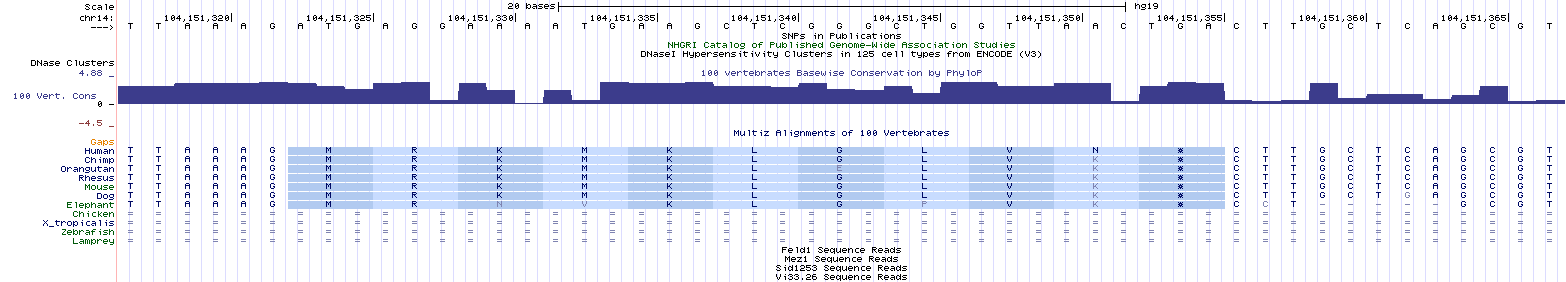 Scale 20 bases hg19
chr14: 104,151,320 104,151,325 104,151,330 104,151,335 104,151,340 104,151,345 104,151,350 104,151,355 104,151,360 104,151,365
---> T T A A A G A T G A G G A A A A T G A A G C T C G G G C T G G T T A A C T G A C T T G C T C A G C G T
SNPs in Publications
NHGRI Catalog of Published Genome-Wide Association Studies
DNaseI Hypersensitivity Clusters in 125 cell types from ENCODE (V3)
DNase Clusters
4.88 _
100 vertebrates Basewise Conservation by PhyloP
100 Vert. Cons
0 –
-4.5 _
Multiz Alignments of 100 Vertebrates
Gaps
Human T T A A A G M R K M K L G L V N * C T T G C T C A G C G T
Chimp T T A A A G M R K M K L G L V K * C T T G C T C A G C G T
Orangutan T T A A A G M R K M K L E L V K * C T T G C T C A G C G T
Rhesus T T A A A G M R K M K L G L V K * C T T G C T C A G C G T
Mouse T T A A A G M R K M K L G L V K * C T T G C T C A G C G T
Dog T T A A A G M R K M K L G L V K * C T T G C T G A G C G T
Elephant T T A A A G M R N V K L G P V K * C C T - - - - - G C G T
Chicken = = = = = = = = = = = = = = = = = = = = = = = = = = = = = = = = = = = = = = = = = = = = = = = = = = =
X_tropicalis = = = = = = = = = = = = = = = = = = = = = = = = = = = = = = = = = = = = = = = = = = = = = = = = = = =
Zebrafish = = = = = = = = = = = = = = = = = = = = = = = = = = = = = = = = = = = = = = = = = = = = = = = = = = =
Lamprey = = = = = = = = = = = = = = = = = = = = = = = = = = = = = = = = = = = = = = = = = = = = = = = = = = =
Feld1 Sequence Reads
Mez1 Sequence Reads
Sid1253 Sequence Reads
Vi33.26 Sequence Reads